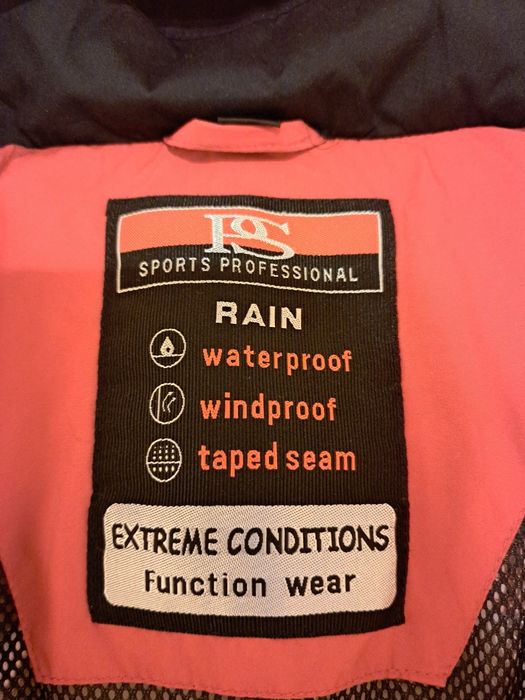 PS
SPORTS PROFESSIONAL
RAIN
waterproof
windproof
taped seam
EXTREME CONDITIONS
Function wear